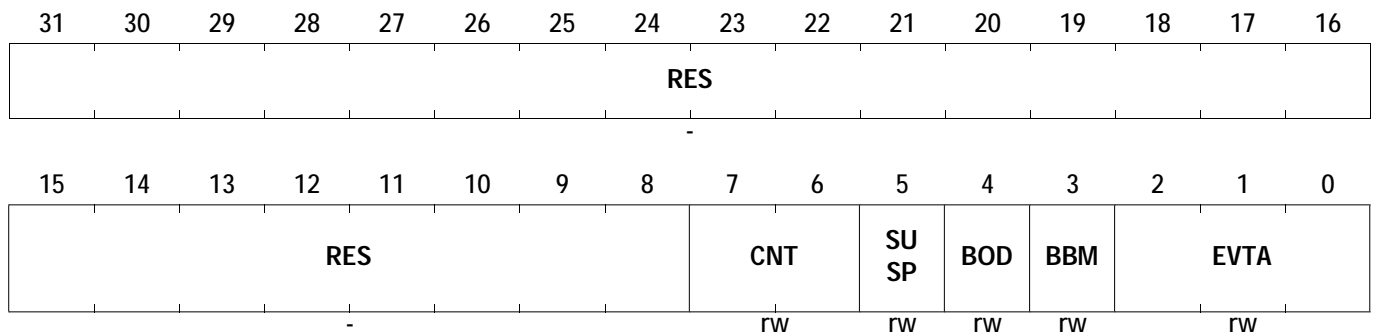 31 30 29 28 27 26 25 24 23 22 21 20 19 18 17 16
RES
-
15 14 13 12 11 10 9 8 7 6 5 4 3 2 1 0
RES CNT SU SP BOD BBM EVTA
- rw rw rw rw rw